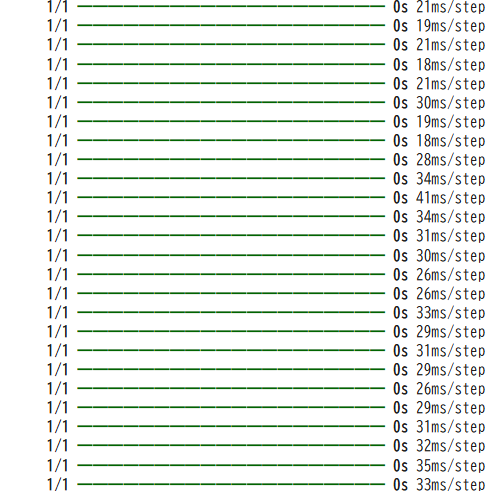 1/1 ━━━━━━━━━━━━━━━━━━━━ 0s 21ms/step
1/1 ━━━━━━━━━━━━━━━━━━━━ 0s 19ms/step
1/1 ━━━━━━━━━━━━━━━━━━━━ 0s 21ms/step
1/1 ━━━━━━━━━━━━━━━━━━━━ 0s 18ms/step
1/1 ━━━━━━━━━━━━━━━━━━━━ 0s 21ms/step
1/1 ━━━━━━━━━━━━━━━━━━━━ 0s 30ms/step
1/1 ━━━━━━━━━━━━━━━━━━━━ 0s 19ms/step
1/1 ━━━━━━━━━━━━━━━━━━━━ 0s 18ms/step
1/1 ━━━━━━━━━━━━━━━━━━━━ 0s 28ms/step
1/1 ━━━━━━━━━━━━━━━━━━━━ 0s 34ms/step
1/1 ━━━━━━━━━━━━━━━━━━━━ 0s 41ms/step
1/1 ━━━━━━━━━━━━━━━━━━━━ 0s 34ms/step
1/1 ━━━━━━━━━━━━━━━━━━━━ 0s 31ms/step
1/1 ━━━━━━━━━━━━━━━━━━━━ 0s 30ms/step
1/1 ━━━━━━━━━━━━━━━━━━━━ 0s 26ms/step
1/1 ━━━━━━━━━━━━━━━━━━━━ 0s 26ms/step
1/1 ━━━━━━━━━━━━━━━━━━━━ 0s 33ms/step
1/1 ━━━━━━━━━━━━━━━━━━━━ 0s 29ms/step
1/1 ━━━━━━━━━━━━━━━━━━━━ 0s 31ms/step
1/1 ━━━━━━━━━━━━━━━━━━━━ 0s 29ms/step
1/1 ━━━━━━━━━━━━━━━━━━━━ 0s 26ms/step
1/1 ━━━━━━━━━━━━━━━━━━━━ 0s 29ms/step
1/1 ━━━━━━━━━━━━━━━━━━━━ 0s 31ms/step
1/1 ━━━━━━━━━━━━━━━━━━━━ 0s 32ms/step
1/1 ━━━━━━━━━━━━━━━━━━━━ 0s 35ms/step
1/1 ━━━━━━━━━━━━━━━━━━━━ 0s 33ms/step